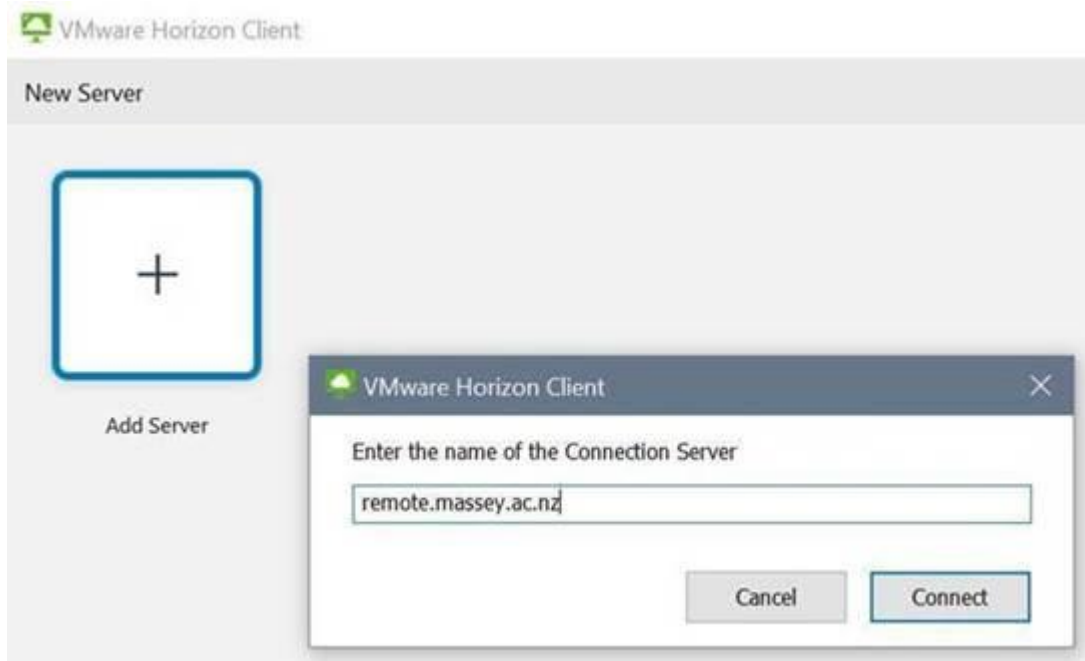 VMware Horizon Client
New Server
Add Server
VMware Horizon Client
Enter the name of the Connection Server
remote.massey.ac.nz
Cancel
Connect